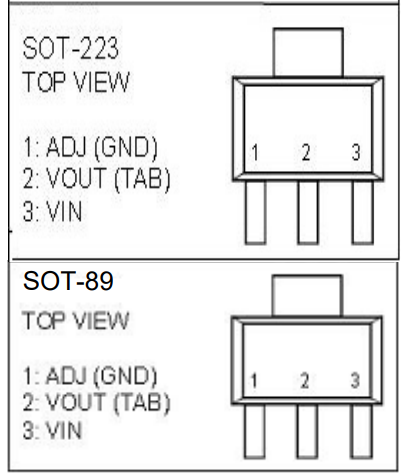 SOT-223
TOP VIEW
1: ADJ (GND)
2: VOUT (TAB)
3: VIN
1 2 3
SOT-89
TOP VIEW
1: ADJ (GND)
2: VOUT (TAB)
3: VIN
1 2 3